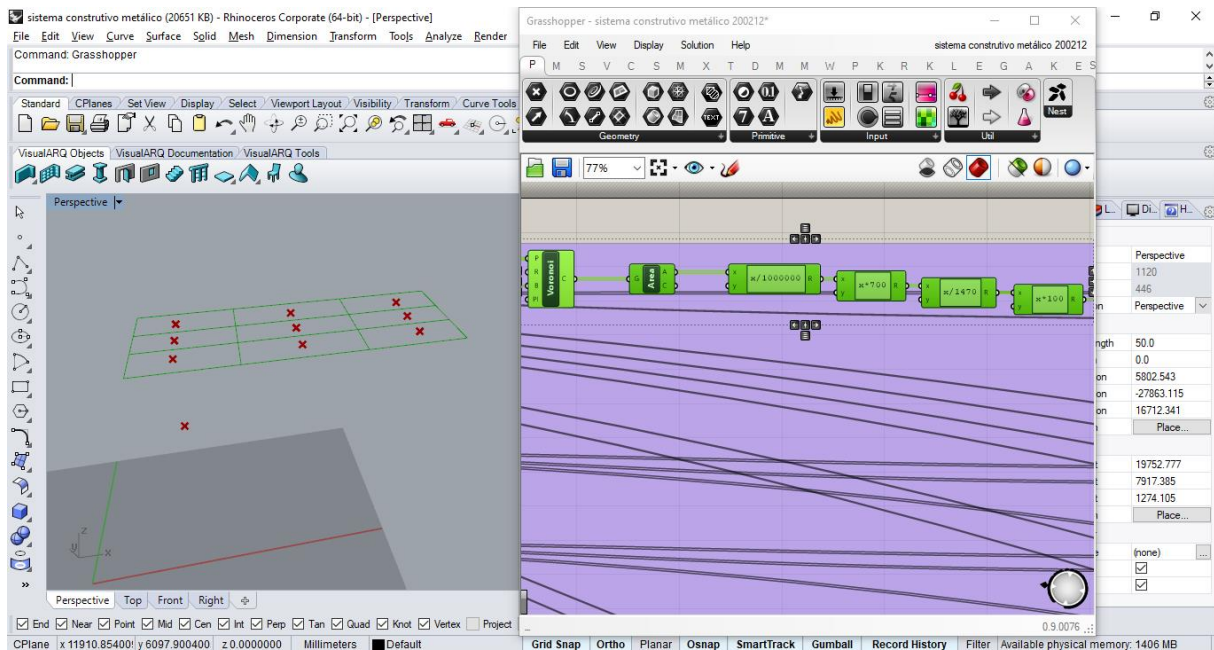 sistema construtivo metálico (20651 KB) - Rhinoceros Corporate (64-bit) - [Perspective]
File Edit View Curve Surface Solid Mesh Dimension Transform Tools Analyze Render
Command: Grasshopper
Command:
Standard CPlanes Set View Display Select Viewport Layout Visibility Transform Curve Tools
VisualARQ Objects VisualARQ Documentation VisualARQ Tools
Perspective
z
y x
Perspective Top Front Right
End Near Point Mid Cen Int Perp Tan Quad Knot Vertex Project
CPlane x 11910.85400 y 6097.900400 z 0.0000000 Millimeters Default Grid Snap Ortho Planar Osnap SmartTrack Gumball Record History Filter Available physical memory: 1406 MB
Grasshopper - sistema construtivo metálico 200212*
File Edit View Display Solution Help sistema construtivo metálico 200212
P M S V C S M X T D M M W P K R K L E G A K E S
TEXT 0.1 7 A Nest
Geometry Primitive Input Util
77%
P R B Pl Voronoi C G Area A C x y x/1000000 R x y x*700 R x y x/1470 R x y x*100 R
0.9.0076
L... Di... H...
Perspective
1120
446
Perspective
50.0
0.0
5802.543
-27863.115
16712.341
Place...
19752.777
7917.385
1274.105
Place...
(none) ...